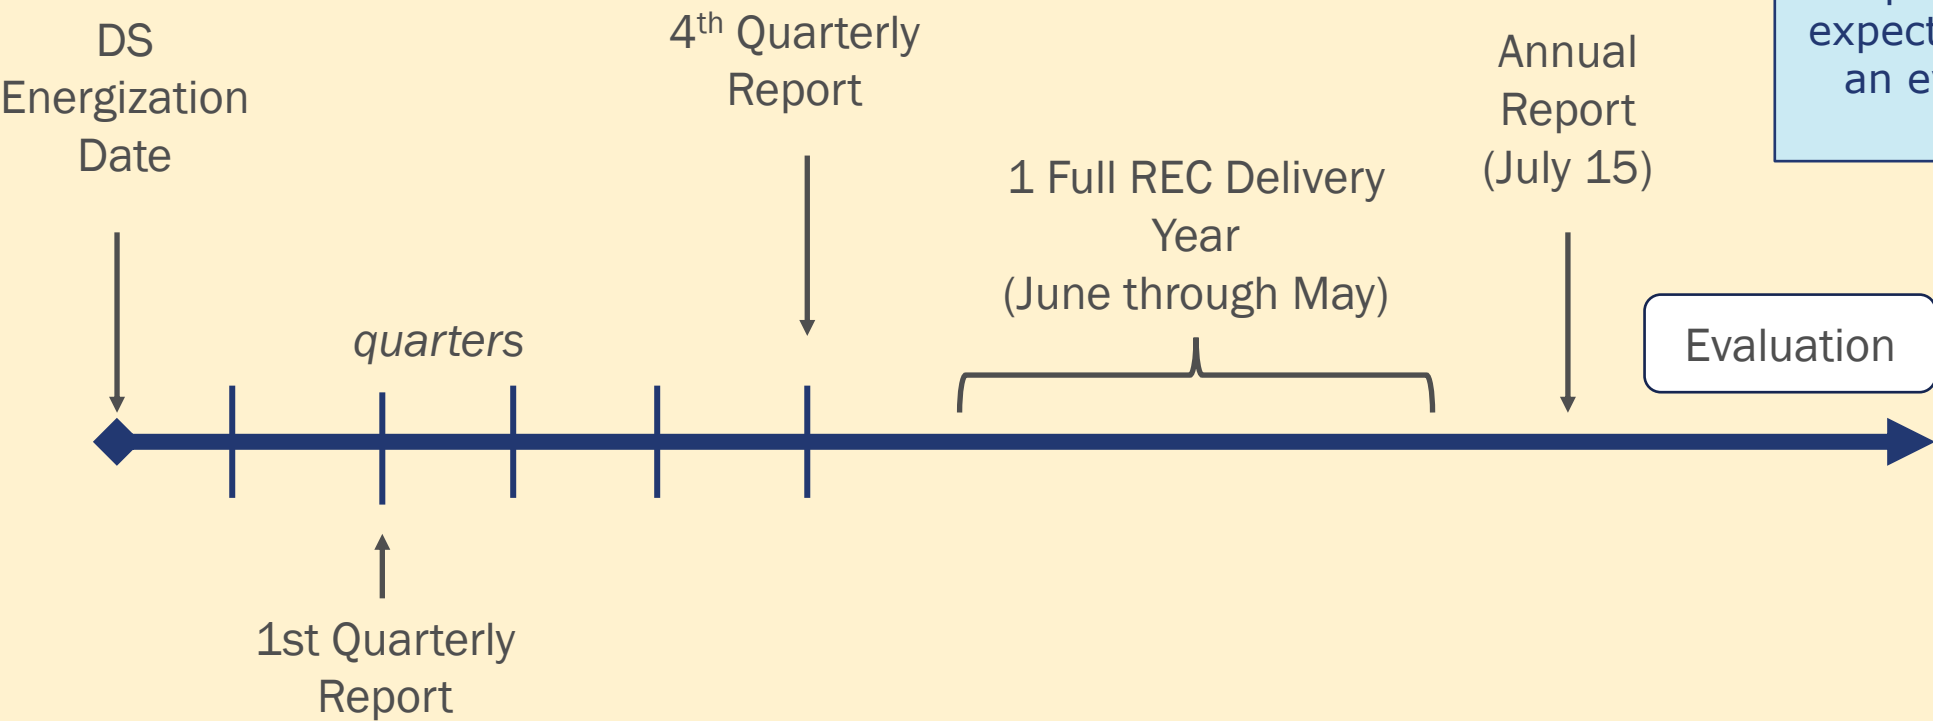 DS
Energization
Date
4th Quarterly
Report
1 Full REC Delivery
Year
(June through May)
Annual
Report
(July 15)
an
Evaluation
quarters
1st Quarterly
Report